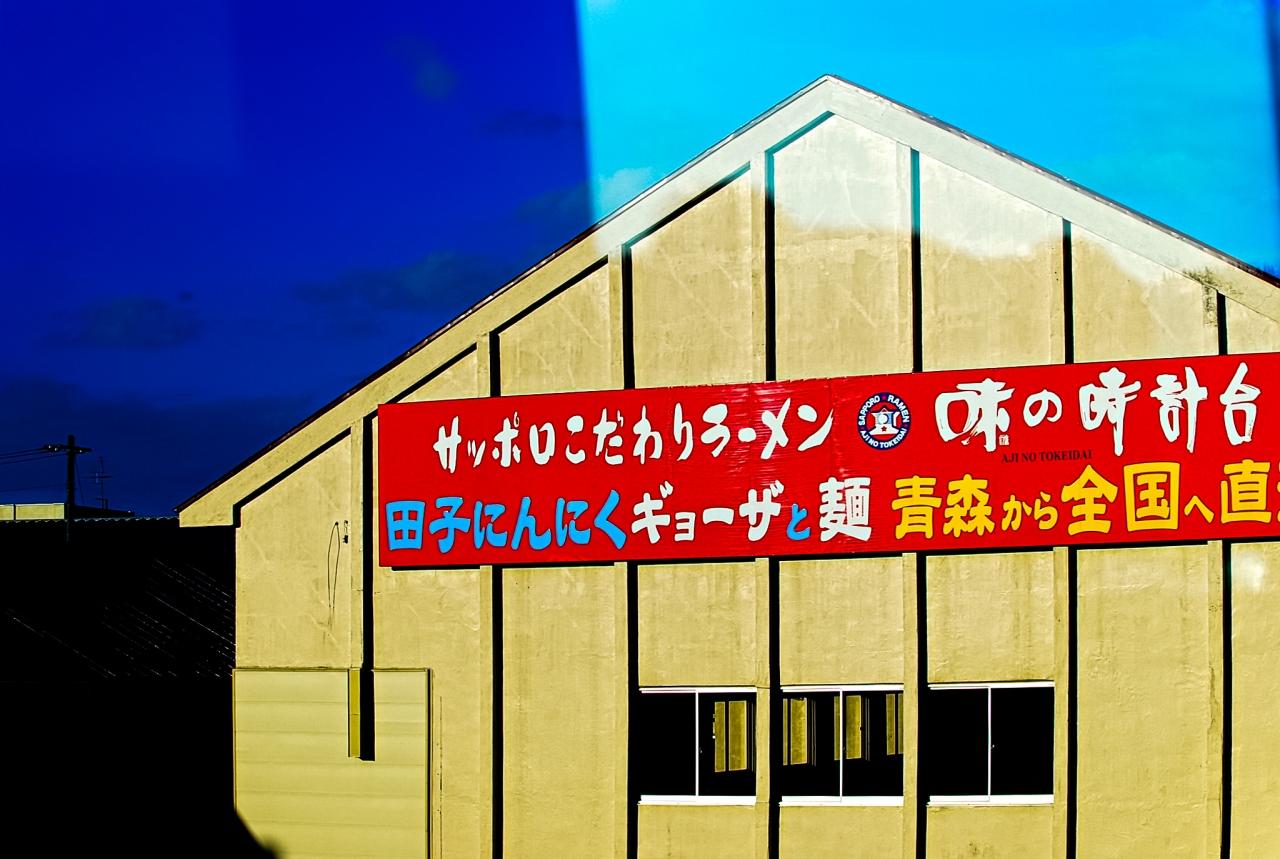 サッポロこだわりラーメン SAPPORO RAMEN AJI NO TOKEIDAI 味の時計台
AJI NO TOKEIDAI
田子にんにくギョーザと麺 青森から全国へ直